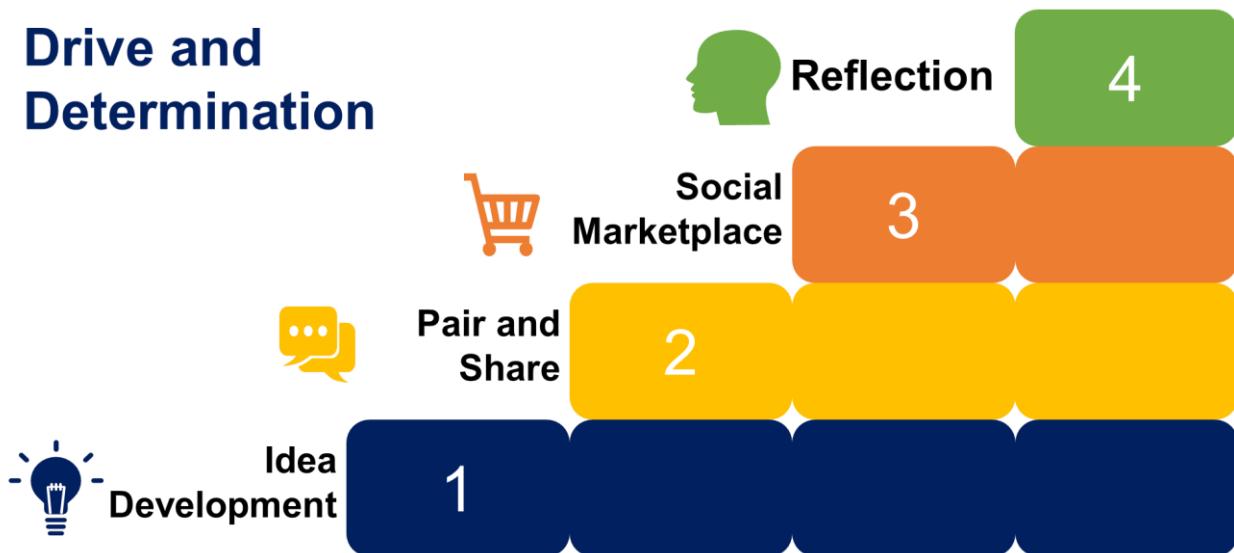 Drive and
Determination
Reflection
4
Social
Marketplace
3
Pair and
Share
2
Idea
Development
1